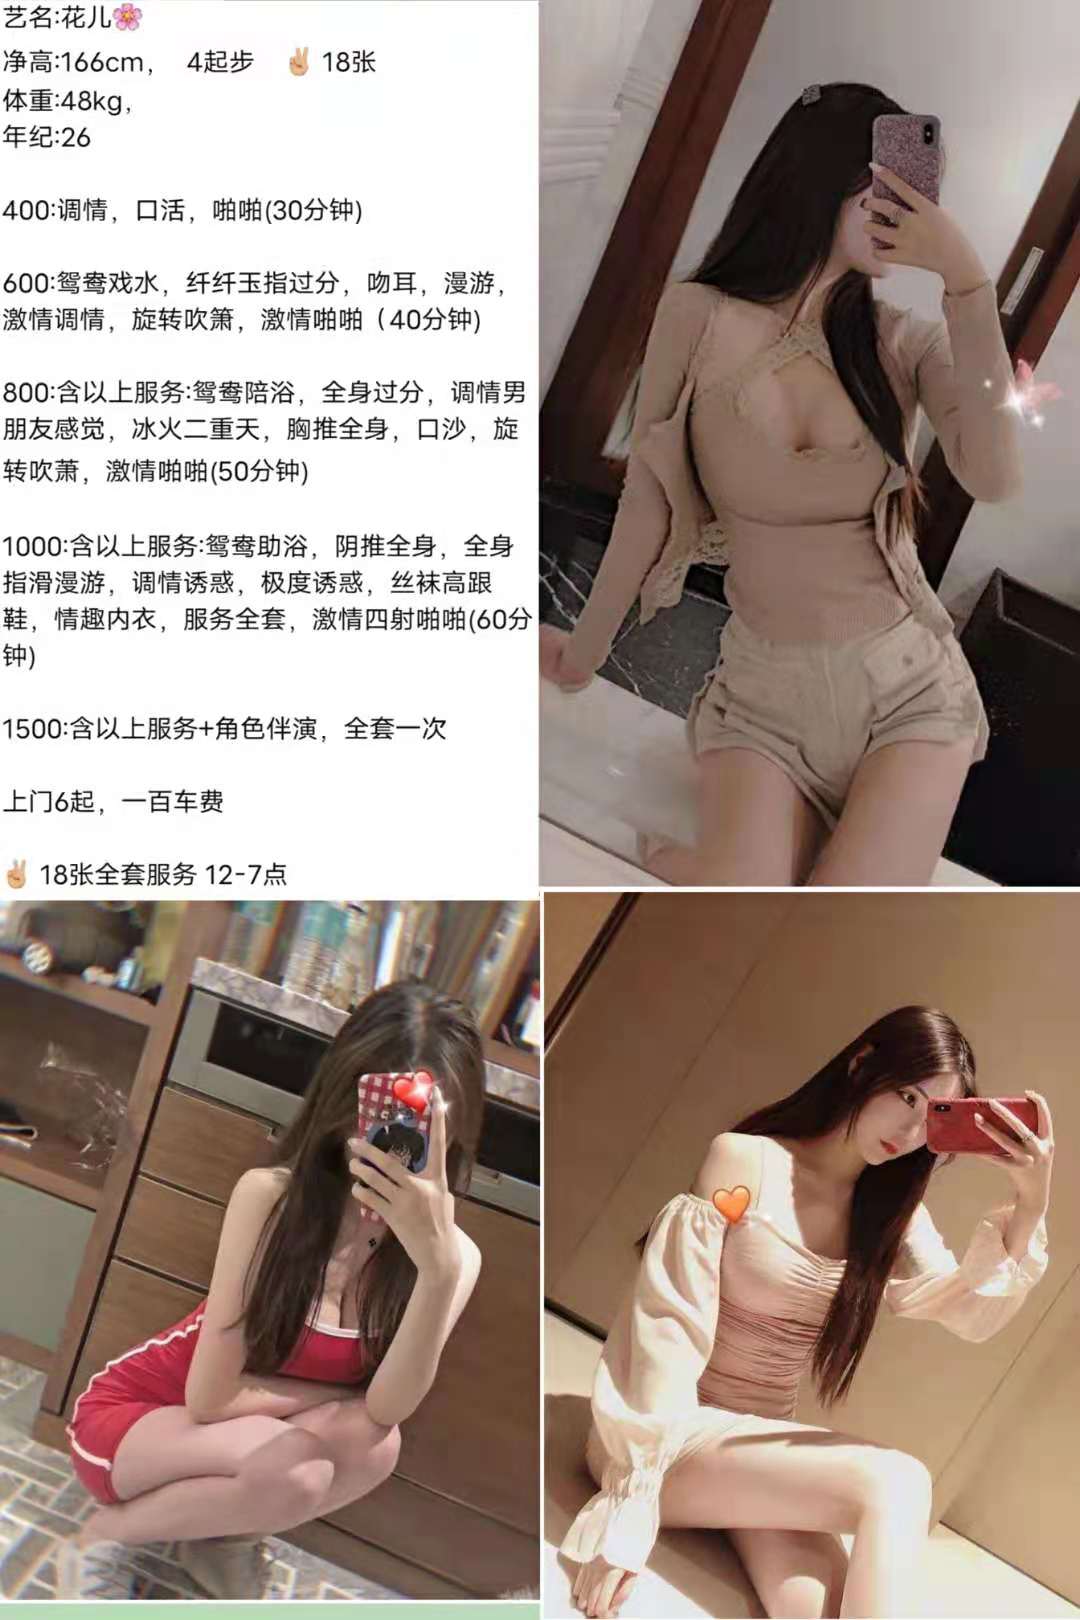 艺名:花儿🌸
净高:166cm， 4起步 ✌🏼 18张
体重:48kg，
年纪:26
400:调情，口活，啪啪(30分钟)
600:鸳鸯戏水，纤纤玉指过分，吻耳，漫游，
激情调情，旋转吹箫，激情啪啪（40分钟)
800:含以上服务:鸳鸯陪浴，全身过分，调情男
朋友感觉，冰火二重天，胸推全身，口沙，旋
转吹萧，激情啪啪(50分钟)
1000:含以上服务:鸳鸯助浴，阴推全身，全身
指滑漫游，调情诱惑，极度诱惑，丝袜高跟
鞋，情趣内衣，服务全套，激情四射啪啪(60分
钟)
1500:含以上服务+角色伴演，全套一次
上门6起，一百车费
✌🏼 18张全套服务 12-7点